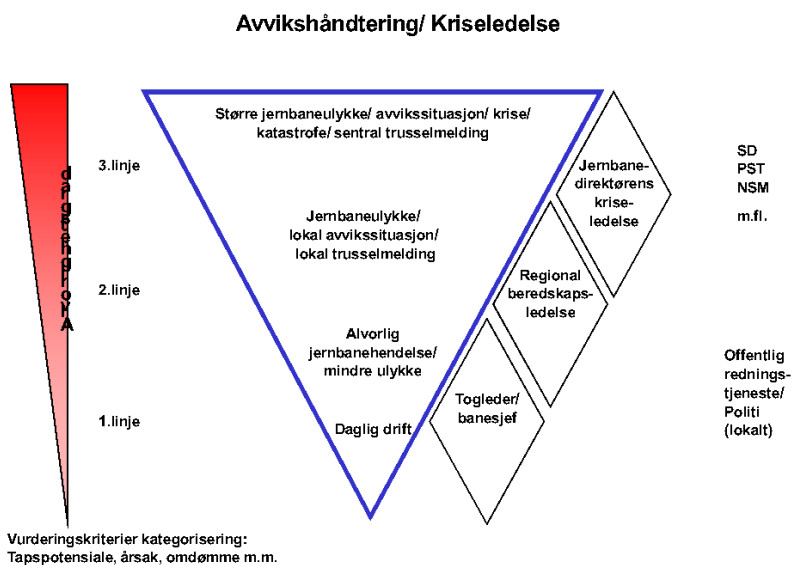 Avvikshåndtering/ Kriseledelse
Større jernbaneulykke/ avvikssituasjon/ krise/
katastrofe/ sentral trusselmelding
3.linje
Jernbane-
direktørens
krise-
ledelse
SD
PST
NSM
m.fl.
Alvorlighetsgrad
Jernbaneulykke/
lokal avvikssituasjon/
lokal trusselmelding
2.linje
Regional
beredskaps-
ledelse
Alvorlig
jernbanehendelse/
mindre ulykke
Offentlig
rednings-
tjeneste/
Politi
(lokalt)
1.linje
Daglig drift
Togleder/
banesjef
Vurderingskriterier kategorisering:
Tapspotensiale, årsak, omdømme m.m.